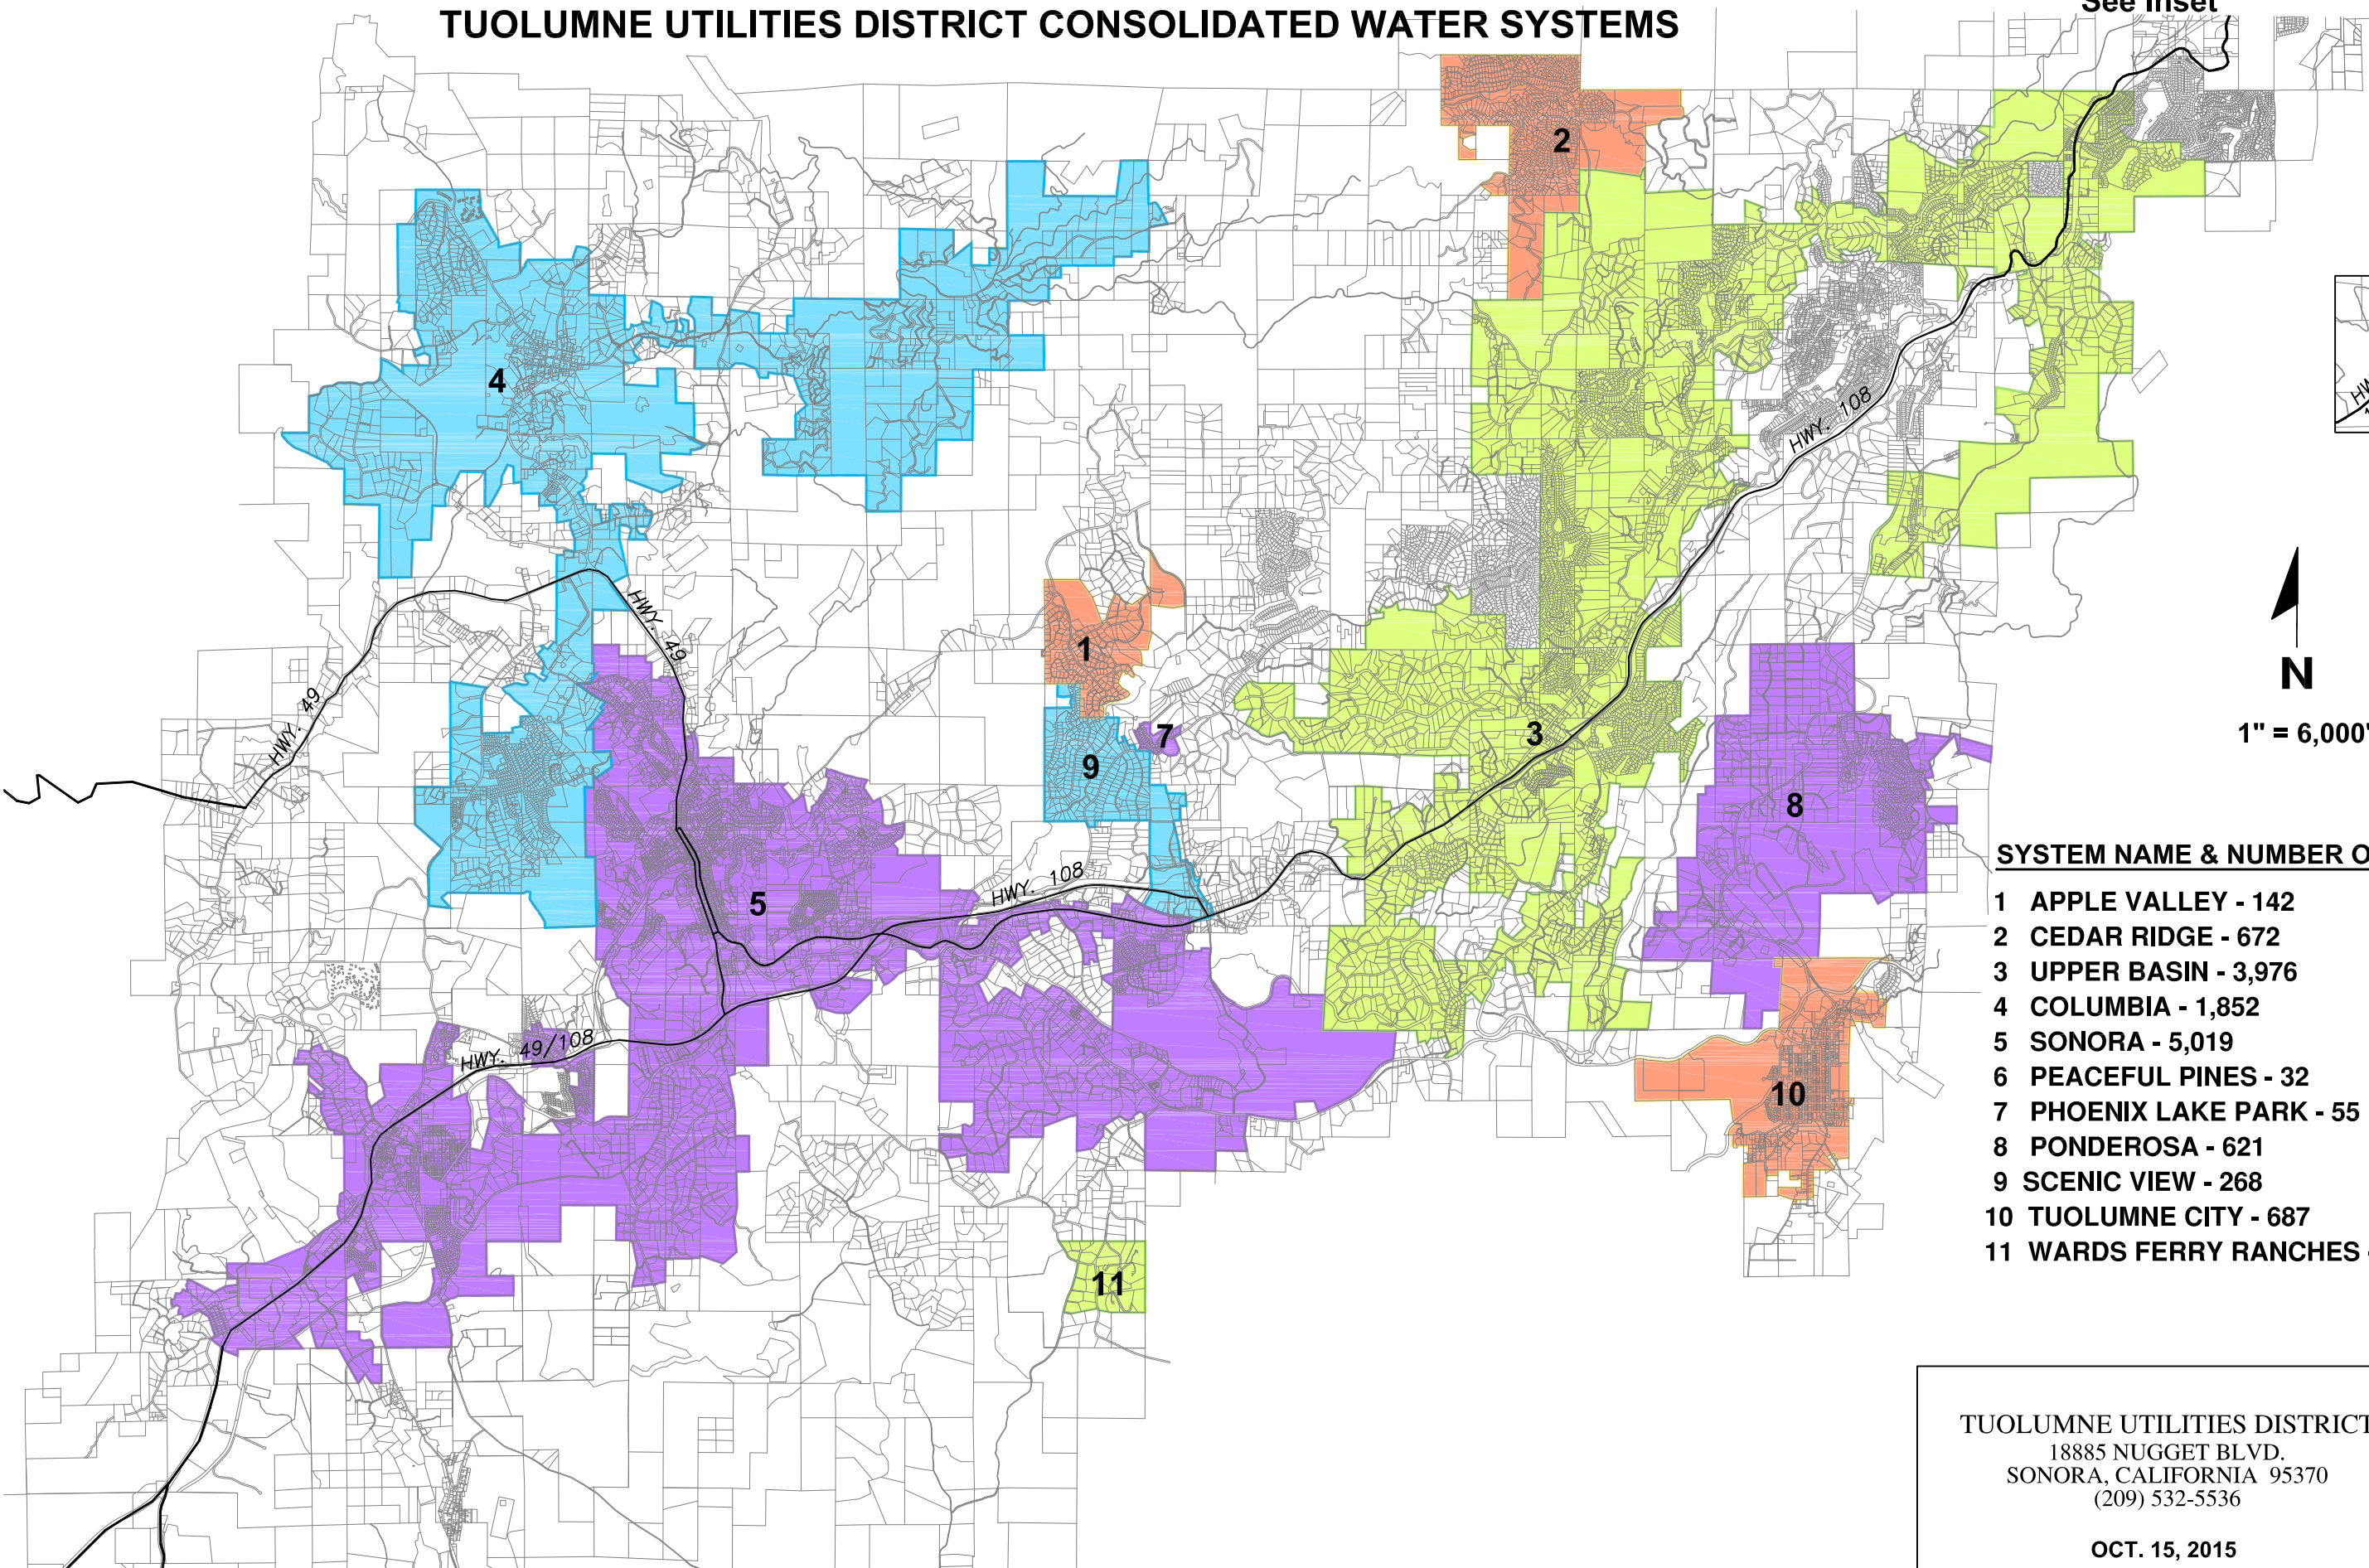 TUOLUMNE UTILITIES DISTRICT CONSOLIDATED WATER SYSTEMS
See Inset
2
4
HWY. 108
HWY. 49
1
N
HWY. 49
7
3
1" = 6,000'
9
8
SYSTEM NAME & NUMBER O
HWY. 108
5
1 APPLE VALLEY - 142
2 CEDAR RIDGE - 672
3 UPPER BASIN - 3,976
4 COLUMBIA - 1,852
5 SONORA - 5,019
6 PEACEFUL PINES - 32
7 PHOENIX LAKE PARK - 55
8 PONDEROSA - 621
9 SCENIC VIEW - 268
10 TUOLUMNE CITY - 687
11 WARDS FERRY RANCHES -
HWY. 49/108
10
11
TUOLUMNE UTILITIES DISTRICT
18885 NUGGET BLVD.
SONORA, CALIFORNIA 95370
(209) 532-5536
OCT. 15, 2015